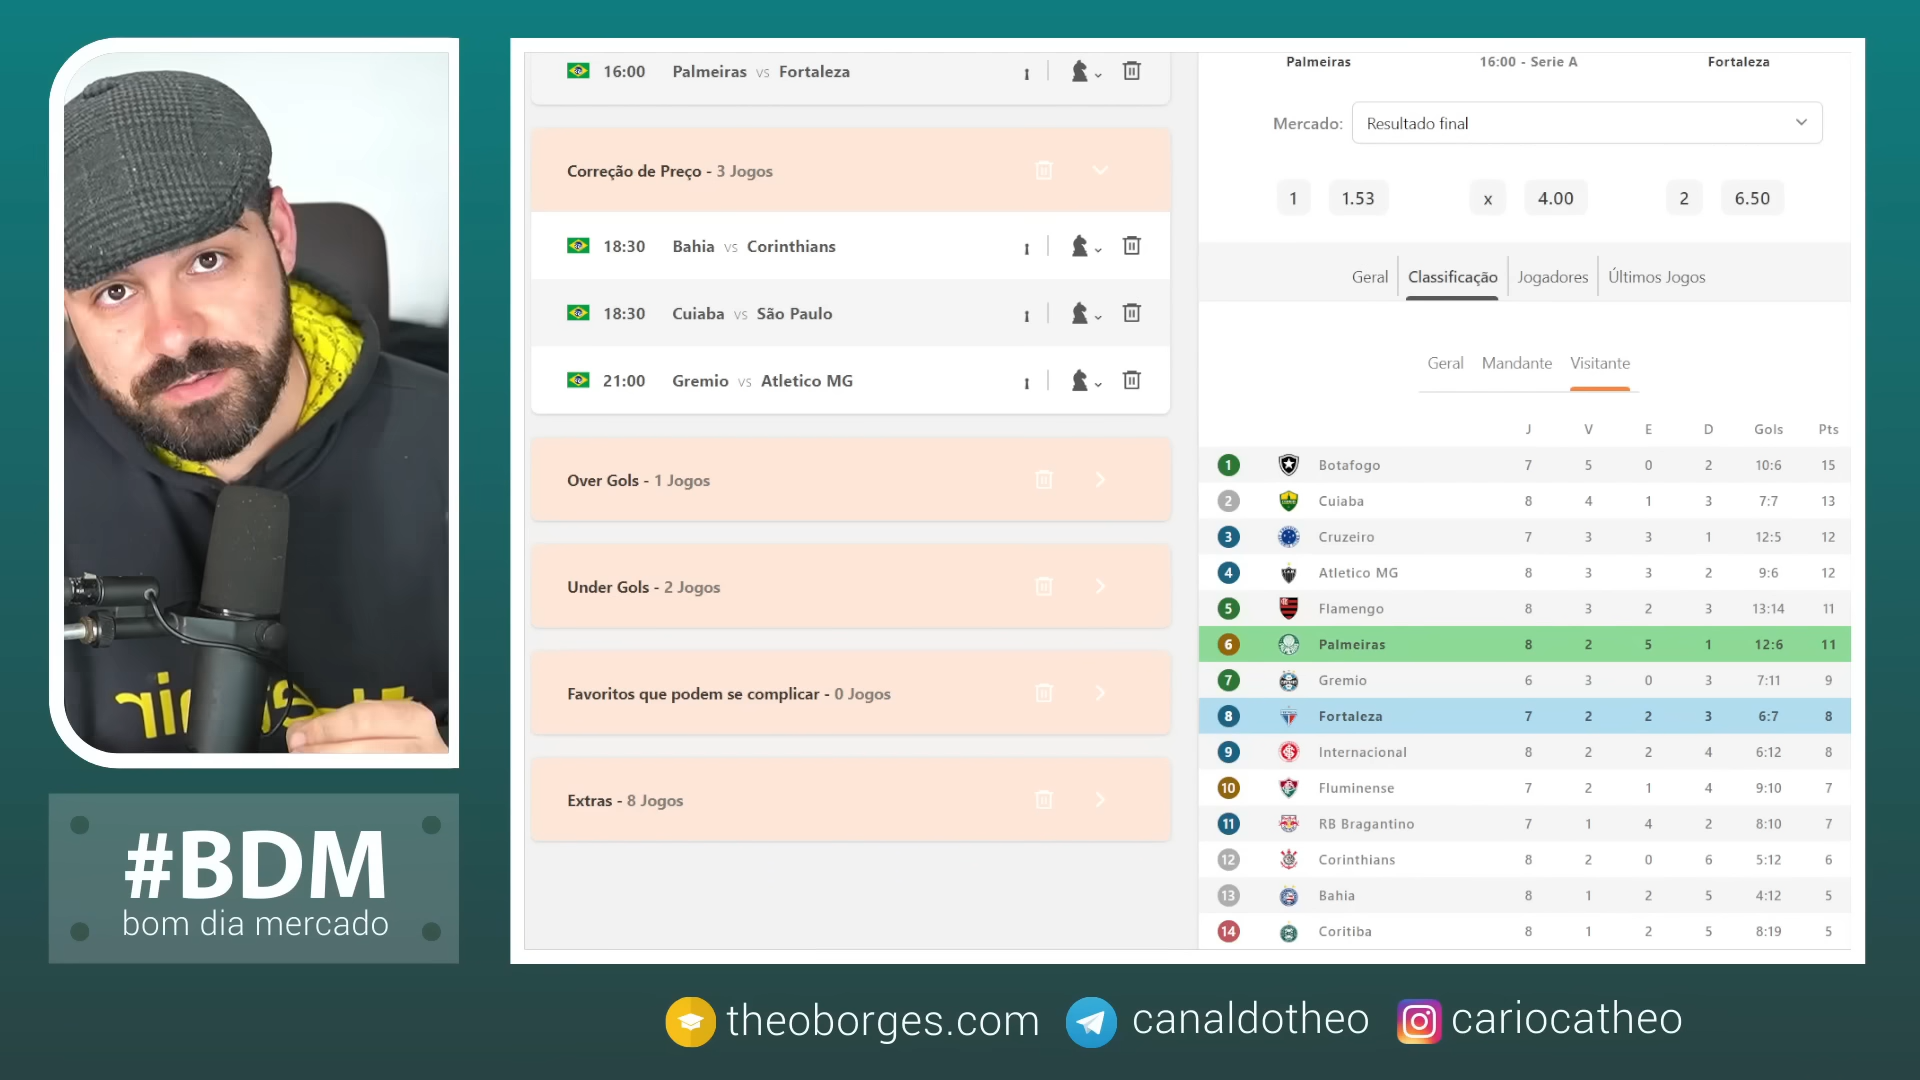 16:00 Palmeiras vs Fortaleza
Correção de Preço - 3 Jogos
18:30 Bahia vs Corinthians
18:30 Cuiaba vs São Paulo
21:00 Gremio vs Atletico MG
Over Gols - 1 Jogos
Under Gols - 2 Jogos
Favoritos que podem se complicar - 0 Jogos
Extras - 8 Jogos
Palmeiras 16:00 - Serie A Fortaleza
Mercado: Resultado final
1 1.53 x 4.00 2 6.50
Geral Classificação Jogadores Últimos Jogos
Geral Mandante Visitante
J V E D Gols Pts
1 Botafogo 7 5 0 2 10:6 15
2 Cuiaba 8 4 1 3 7:7 13
3 Cruzeiro 7 3 3 1 12:5 12
4 Atletico MG 8 3 3 2 9:6 12
5 Flamengo 8 3 2 3 13:14 11
6 Palmeiras 8 2 5 1 12:6 11
7 Gremio 6 3 0 3 7:11 9
8 Fortaleza 7 2 2 3 6:7 8
9 Internacional 8 2 2 4 6:12 8
10 Fluminense 7 2 1 4 9:10 7
11 RB Bragantino 7 1 4 2 8:10 7
12 Corinthians 8 2 0 6 5:12 6
13 Bahia 8 1 2 5 4:12 5
14 Coritiba 8 1 2 5 8:19 5
#BDM
bom dia mercado
theoborges.com canaldotheo cariocatheo